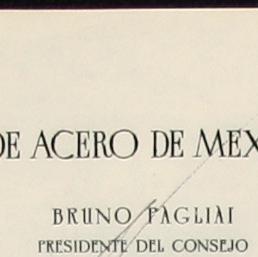 DE ACERO DE MEX
BRUNO PAGLIAI
PRESIDENTE DEL CONSEJO